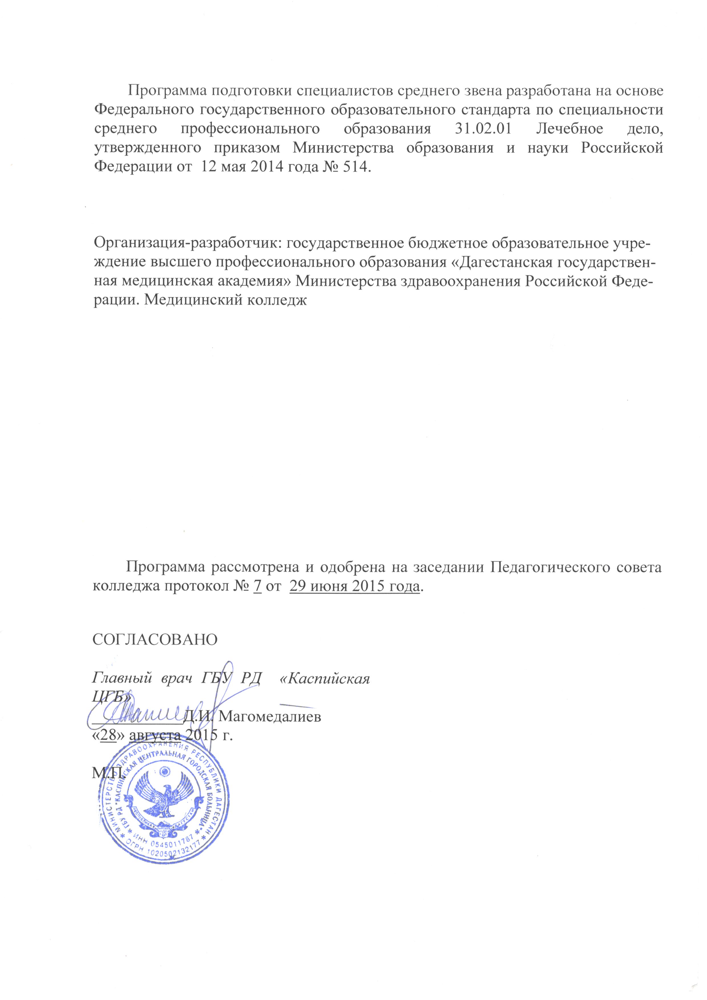 Программа подготовки специалистов среднего звена разработана на основе
Федерального государственного образовательного стандарта по специальности
среднего профессионального образования 31.02.01 Лечебное дело,
утвержденного приказом Министерства образования и науки Российской
Федерации от 12 мая 2014 года № 514.
Организация-разработчик: государственное бюджетное образовательное учре-
ждение высшего профессионального образования «Дагестанская государствен-
ная медицинская академия» Министерства здравоохранения Российской Феде-
рации. Медицинский колледж
Программа рассмотрена и одобрена на заседании Педагогического совета
колледжа протокол № 7 от 29 июня 2015 года.
СОГЛАСОВАНО
Главный врач ГБУ РД «Каспийская
ЦГБ»
Д.И. Магомедалиев
«28» августа 2015 г.
М.П.
* МИНИСТЕРСТВО ЗДРАВООХРАНЕНИЯ РЕСПУБЛИКИ ДАГЕСТАН *
ОГРН 1020502132177
* ГБУ РД "КАСПИЙСКАЯ ЦЕНТРАЛЬНАЯ ГОРОДСКАЯ БОЛЬНИЦА" *
ИНН 0545011787
РЕСПУБЛИКА ДАГЕСТАН